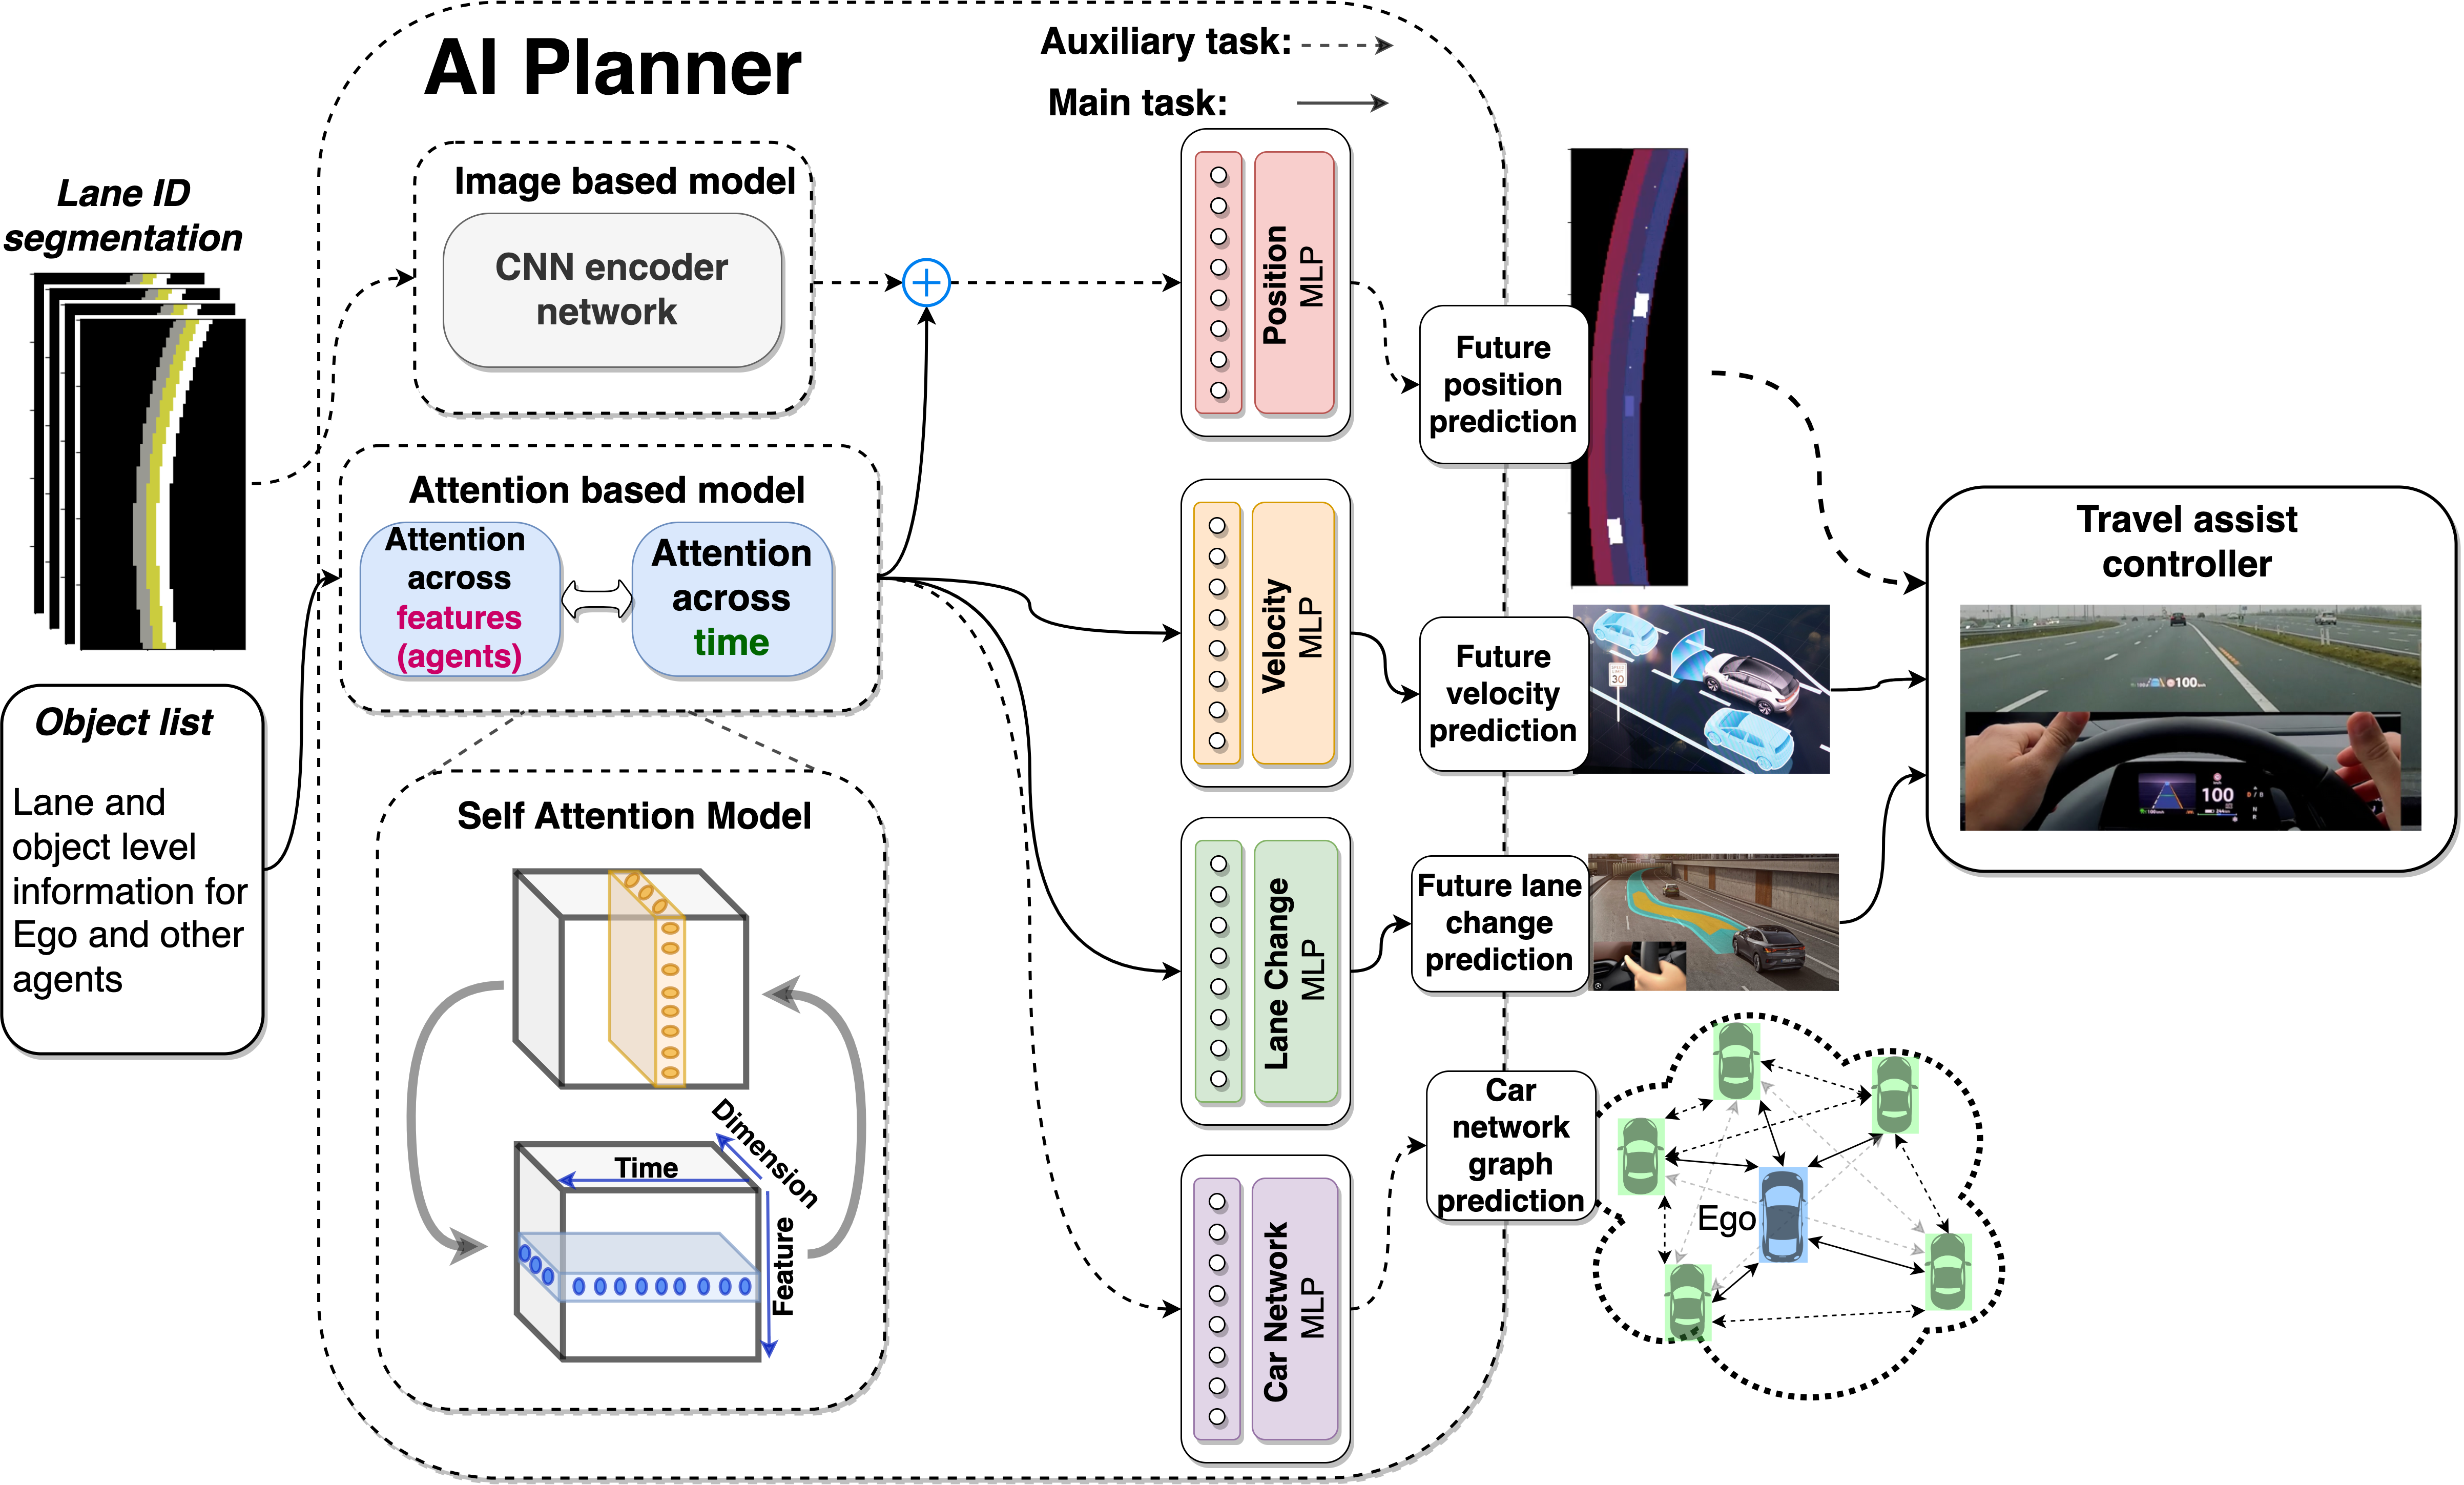 AI Planner
Auxiliary task:
Main task:
Lane ID
segmentation
Image based model
CNN encoder
network
Attention based model
Attention
across
features
(agents)
Attention
across
time
Object list
Lane and
object level
information for
Ego and other
agents
Self Attention Model
Time
Dimension
Feature
Position
MLP
Velocity
MLP
Lane Change
MLP
Car Network
MLP
Future
position
prediction
Future
velocity
prediction
SPEED
LIMIT
30
Future lane
change
prediction
Car
network
graph
prediction
Ego
Travel assist
controller
100
100